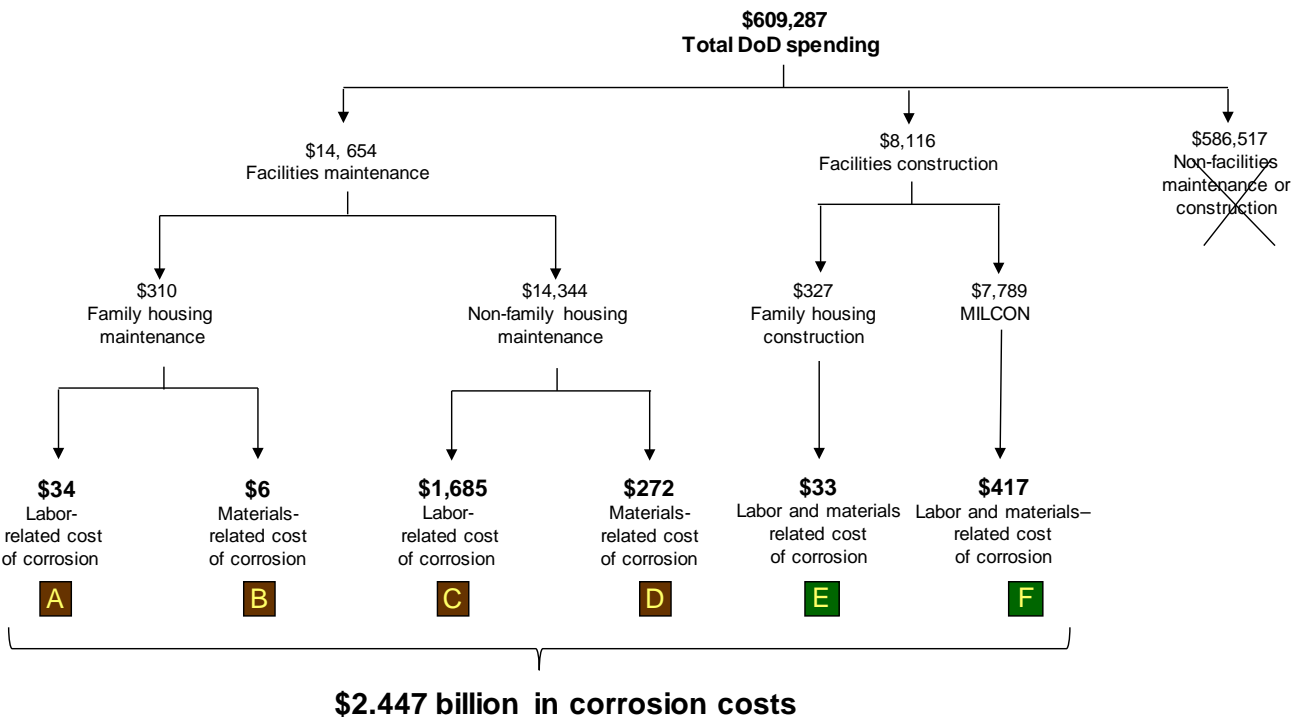 $609,287
Total DoD spending
$14, 654
Facilities maintenance
$8,116
Facilities construction
$586,517
Non-facilities
maintenance or
construction
$310
Family housing
maintenance
$14,344
Non-family housing
maintenance
$327
Family housing
construction
$7,789
MILCON
$34
Labor-
related cost
of corrosion
A
$6
Materials-
related cost
of corrosion
B
$1,685
Labor-
related cost
of corrosion
C
$272
Materials-
related cost
of corrosion
D
$33
Labor and materials
related cost
of corrosion
E
$417
Labor and materials–
related cost
of corrosion
F
$2.447 billion in corrosion costs